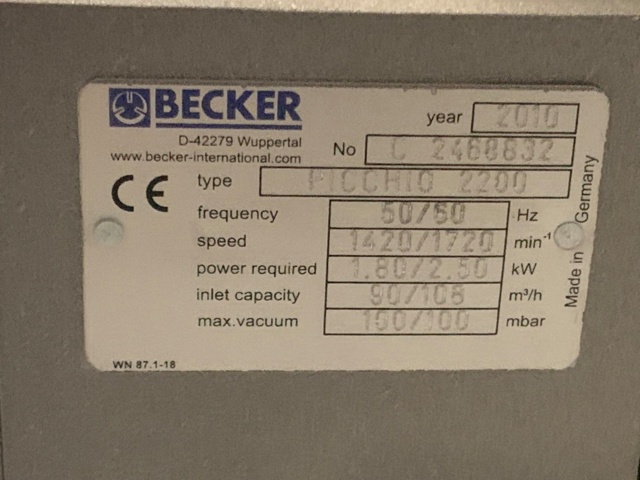 BECKER
year 2010
D-42279 Wuppertal
www.becker-international.com
No C 2468832
CE
type PICCHIO 2200
frequency 50/60 Hz
speed 1420/1720 min⁻¹
power required 1.80/2.50 kW
inlet capacity 90/108 m³/h
max.vacuum 150/100 mbar
WN 87.1-18
Made in Germany